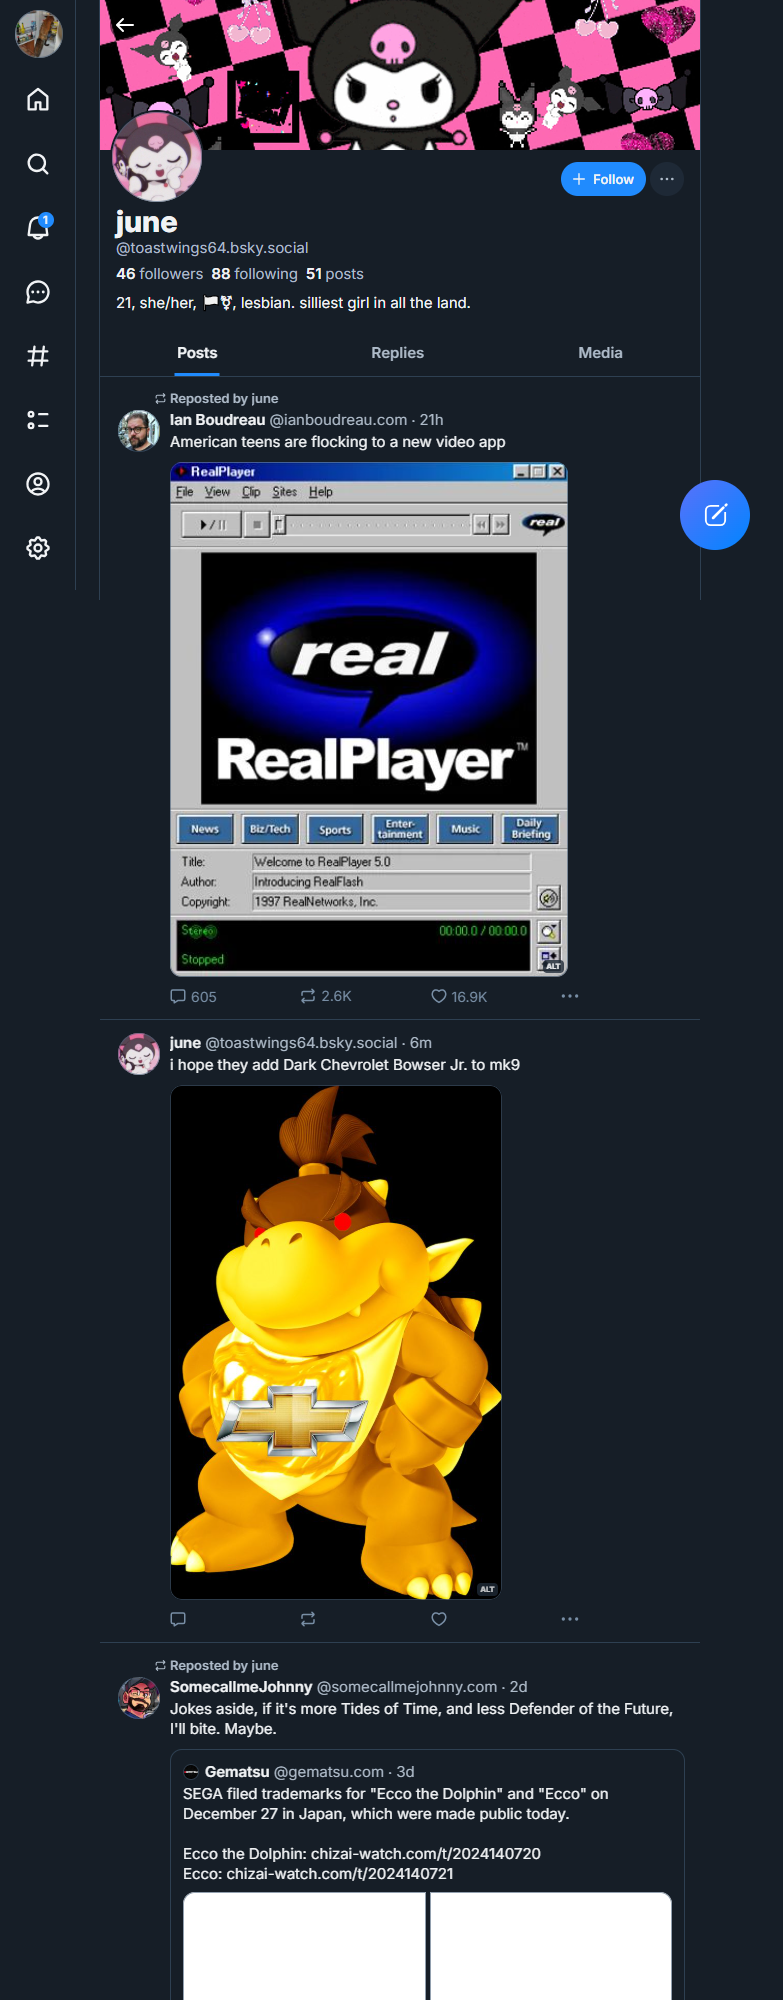 1
+ Follow
june
@toastwings64.bsky.social
46 followers 88 following 51 posts
21, she/her, 🏳️‍⚧️, lesbian. silliest girl in all the land.
Posts
Replies
Media
Reposted by june
Ian Boudreau @ianboudreau.com · 21h
American teens are flocking to a new video app
RealPlayer
File View Clip Sites Help
real
real
RealPlayer™
News
Biz/Tech
Sports
Enter-
tainment
Music
Daily
Briefing
Title: Welcome to RealPlayer 5.0
Author: Introducing RealFlash
Copyright: 1997 RealNetworks, Inc.
Stereo 00:00.0 / 00:00.0
Stopped
ALT
605 2.6K 16.9K
june @toastwings64.bsky.social · 6m
i hope they add Dark Chevrolet Bowser Jr. to mk9
ALT
Reposted by june
SomecallmeJohnny @somecallmejohnny.com · 2d
Jokes aside, if it's more Tides of Time, and less Defender of the Future,
I'll bite. Maybe.
Gematsu @gematsu.com · 3d
SEGA filed trademarks for "Ecco the Dolphin" and "Ecco" on
December 27 in Japan, which were made public today.
Ecco the Dolphin: chizai-watch.com/t/2024140720
Ecco: chizai-watch.com/t/2024140721